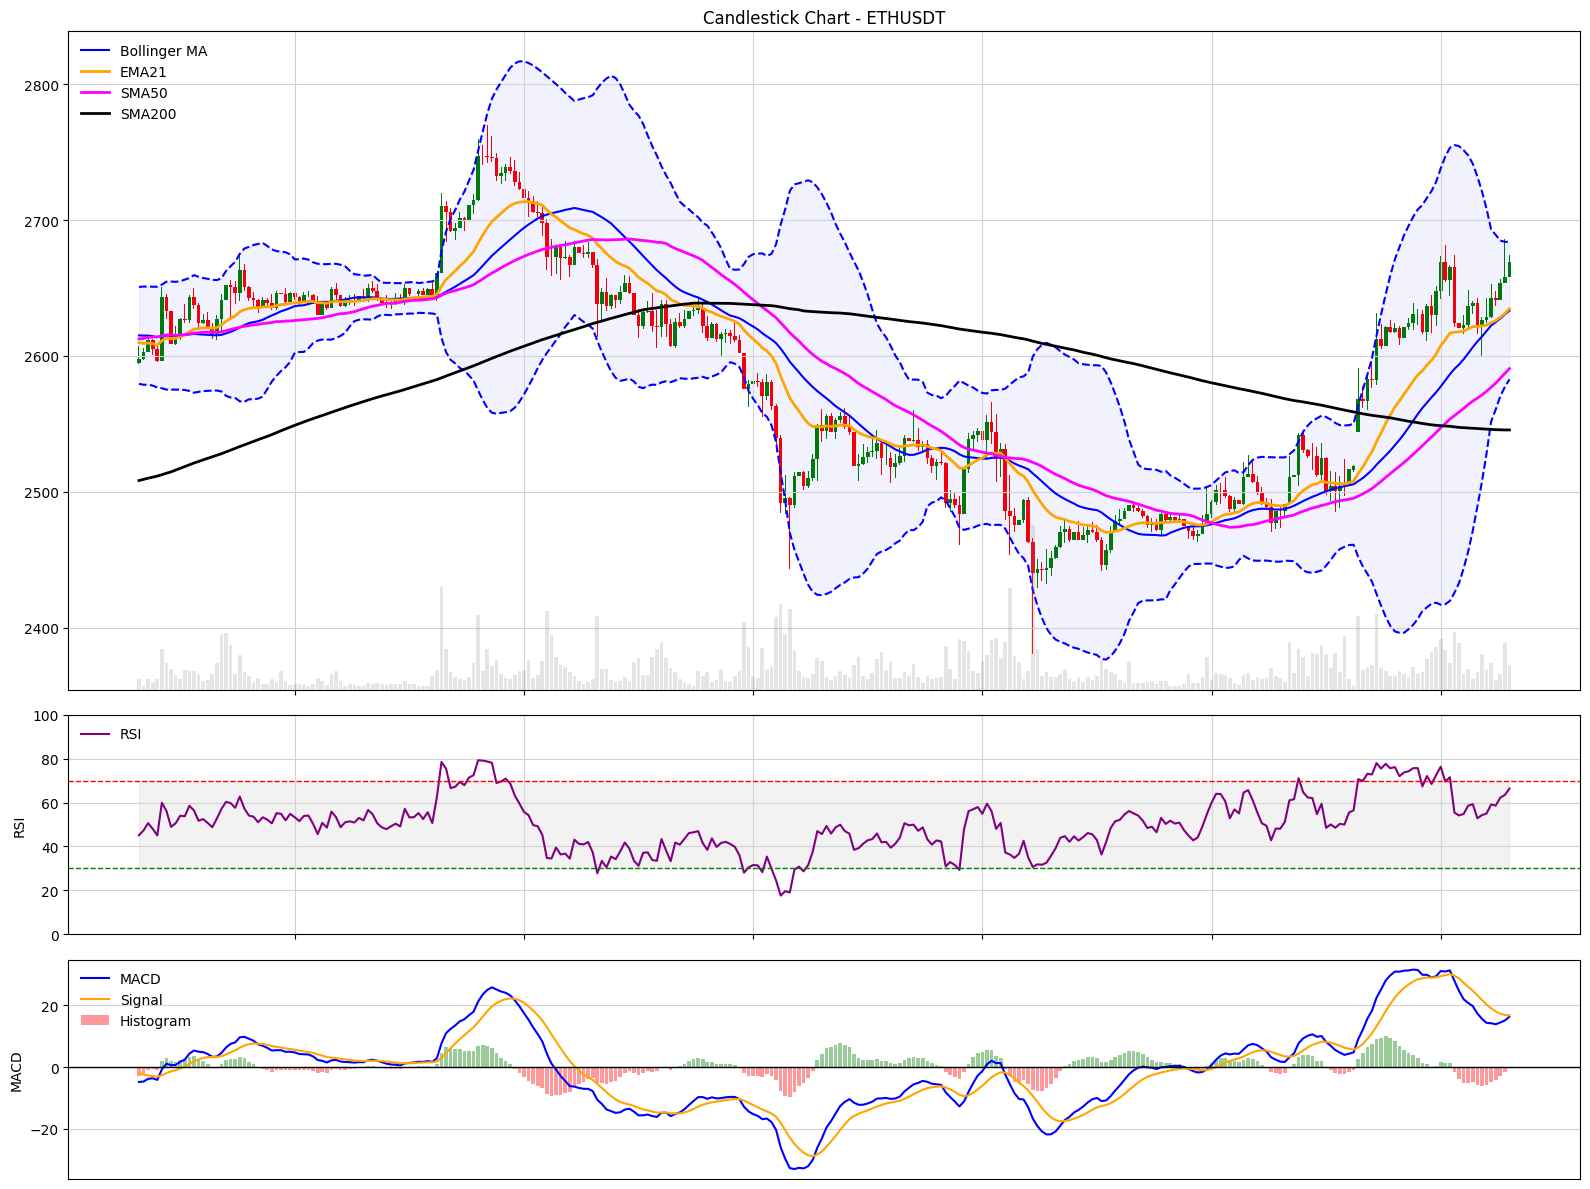 Candlestick Chart - ETHUSDT
Bollinger MA
EMA21
SMA50
SMA200
2800
2700
2600
2500
2400
RSI
100
80
60
40
20
0
RSI
MACD
Signal
Histogram
20
0
−20
MACD